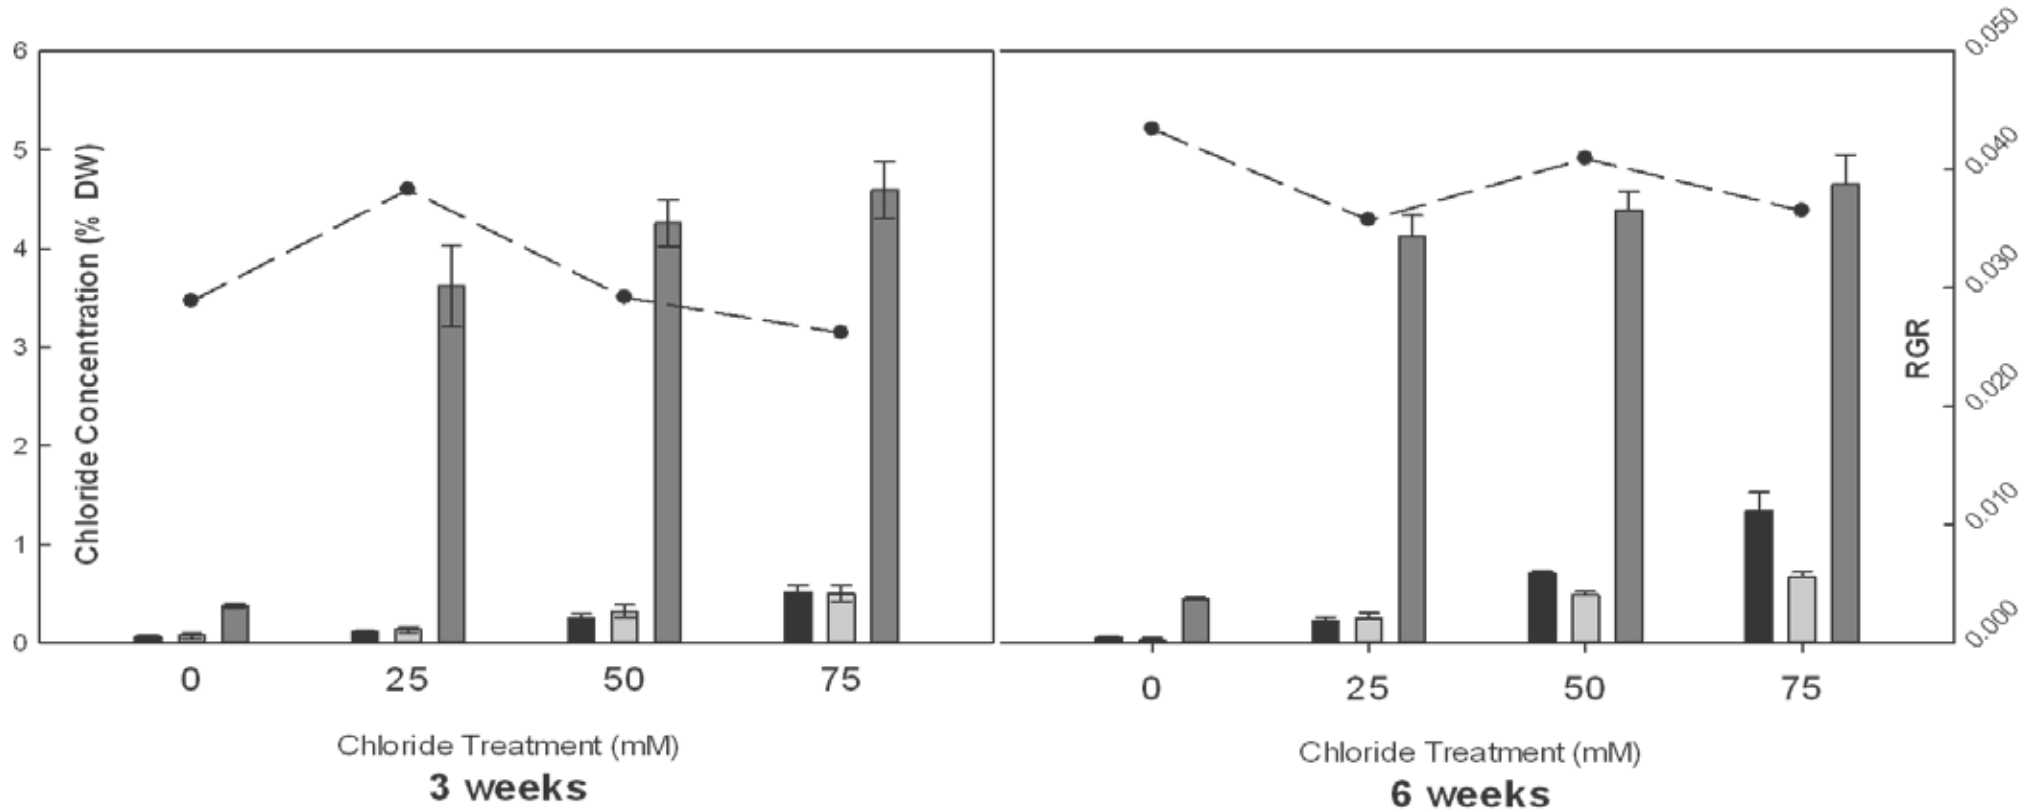 6
5
4
3
2
1
0
Chloride Concentration (% DW)
0 25 50 75
Chloride Treatment (mM)
3 weeks
0 25 50 75
Chloride Treatment (mM)
6 weeks
0.050
0.040
0.030
0.020
0.010
0.000
RGR